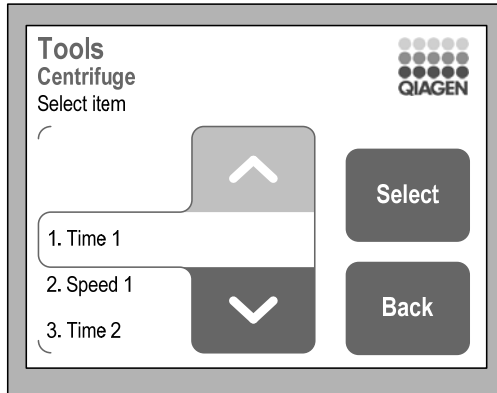 Tools
Centrifuge
Select item
QIAGEN
1. Time 1
2. Speed 1
3. Time 2
Select
Back